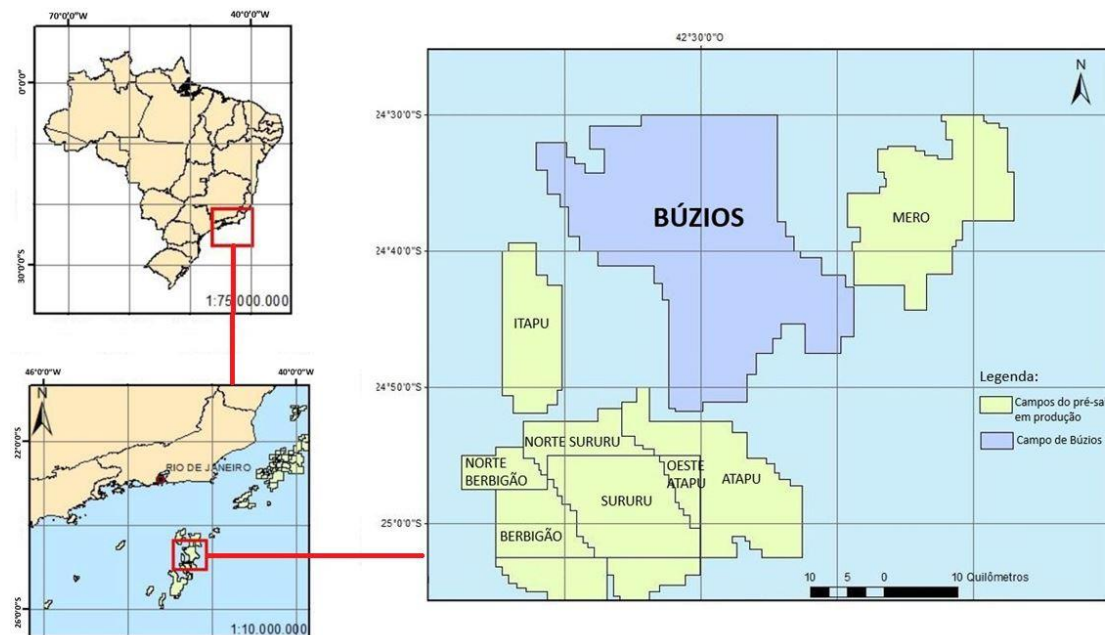 70°0'0"W
40°0'0"W
0°0'0"
30°0'0"S
1:75.000.000
46°0'0"W
40°0'0"W
N
22°0'0"S
RIO DE JANEIRO
26°0'0"S
1:10.000.000
42°30'0"O
N
24°30'0"S
BÚZIOS
MERO
24°40'0"S
ITAPU
24°50'0"S
Legenda:
Campos do pré-sal
em produção
Campo de Búzios
NORTE SURURU
NORTE
BERBIGÃO
OESTE
ATAPU
ATAPU
SURURU
25°0'0"S
BERBIGÃO
10 5 0 10 Quilômetros